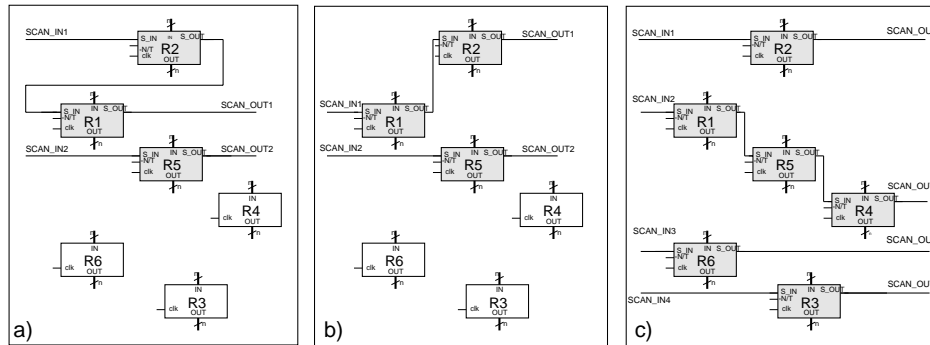 n
SCAN_IN1
S_IN IN S_OUT
-N/T R2
clk OUT
n
n
S_IN IN S_OUT SCAN_OUT1
-N/T R1
clk OUT
n
n
SCAN_IN2
S_IN IN S_OUT SCAN_OUT2
-N/T R5
clk OUT
n
n
IN
R4
clk OUT
n
n
IN
R6
clk OUT
n
n
IN
R3
clk OUT
n
a)
n
S_IN IN S_OUT SCAN_OUT1
-N/T R2
clk OUT
n
n
SCAN_IN1
S_IN IN S_OUT
-N/T R1
clk OUT
n
n
SCAN_IN2
S_IN IN S_OUT SCAN_OUT2
-N/T R5
clk OUT
n
n
IN
R4
clk OUT
n
n
IN
R6
clk OUT
n
n
IN
R3
clk OUT
n
b)
n
SCAN_IN1 SCAN_OU
S_IN IN S_OUT
-N/T R2
clk OUT
n
n
SCAN_IN2
S_IN IN S_OUT
-N/T R1
clk OUT
n
n
S_IN IN S_OUT
-N/T R5
clk OUT
n
n
SCAN_OU
S_IN IN S_OUT
-N/T R4
clk OUT
n
SCAN_IN3
n
SCAN_OU
S_IN IN S_OUT
-N/T R6
clk OUT
n
n
SCAN_OU
SCAN_IN4
S_IN IN S_OUT
-N/T R3
clk OUT
n
c)